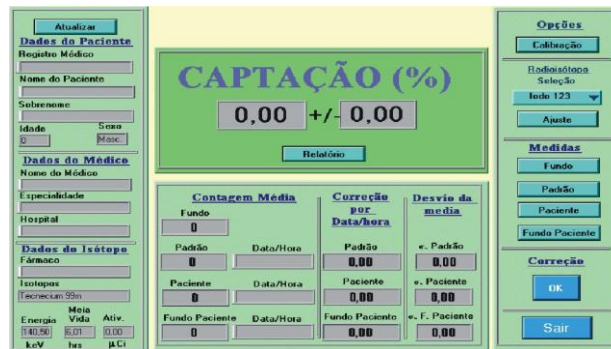 Atualizar
Dados do Paciente
Registro Médico
Nome do Paciente
Sobrenome
Idade Sexo
0 Masc.
Dados do Médico
Nome do Médico
Especialidade
Hospital
Dados do Isótopo
Fármaco
Isotopos
Tecnecium 99m
Energia Meia Vida Ativ.
140,50 6,01 0.00
keV hrs µCi
CAPTAÇÃO (%)
0,00 +/- 0,00
Relatório
Contagem Média
Fundo
0
Padrão Data/Hora
0
Paciente Data/Hora
0
Fundo Paciente Data/Hora
0
Correção
por
Data/hora
Padrão
0,00
Paciente
0,00
Fundo Paciente
0,00
Desvio da
media
σ. Padrão
0,00
σ. Paciente
0,00
σ. F. Paciente
0,00
Opções
Calibração
Radioisótopo
Seleção
Iodo 123
Ajuste
Medidas
Fundo
Padrão
Paciente
Fundo Paciente
Correção
OK
Sair